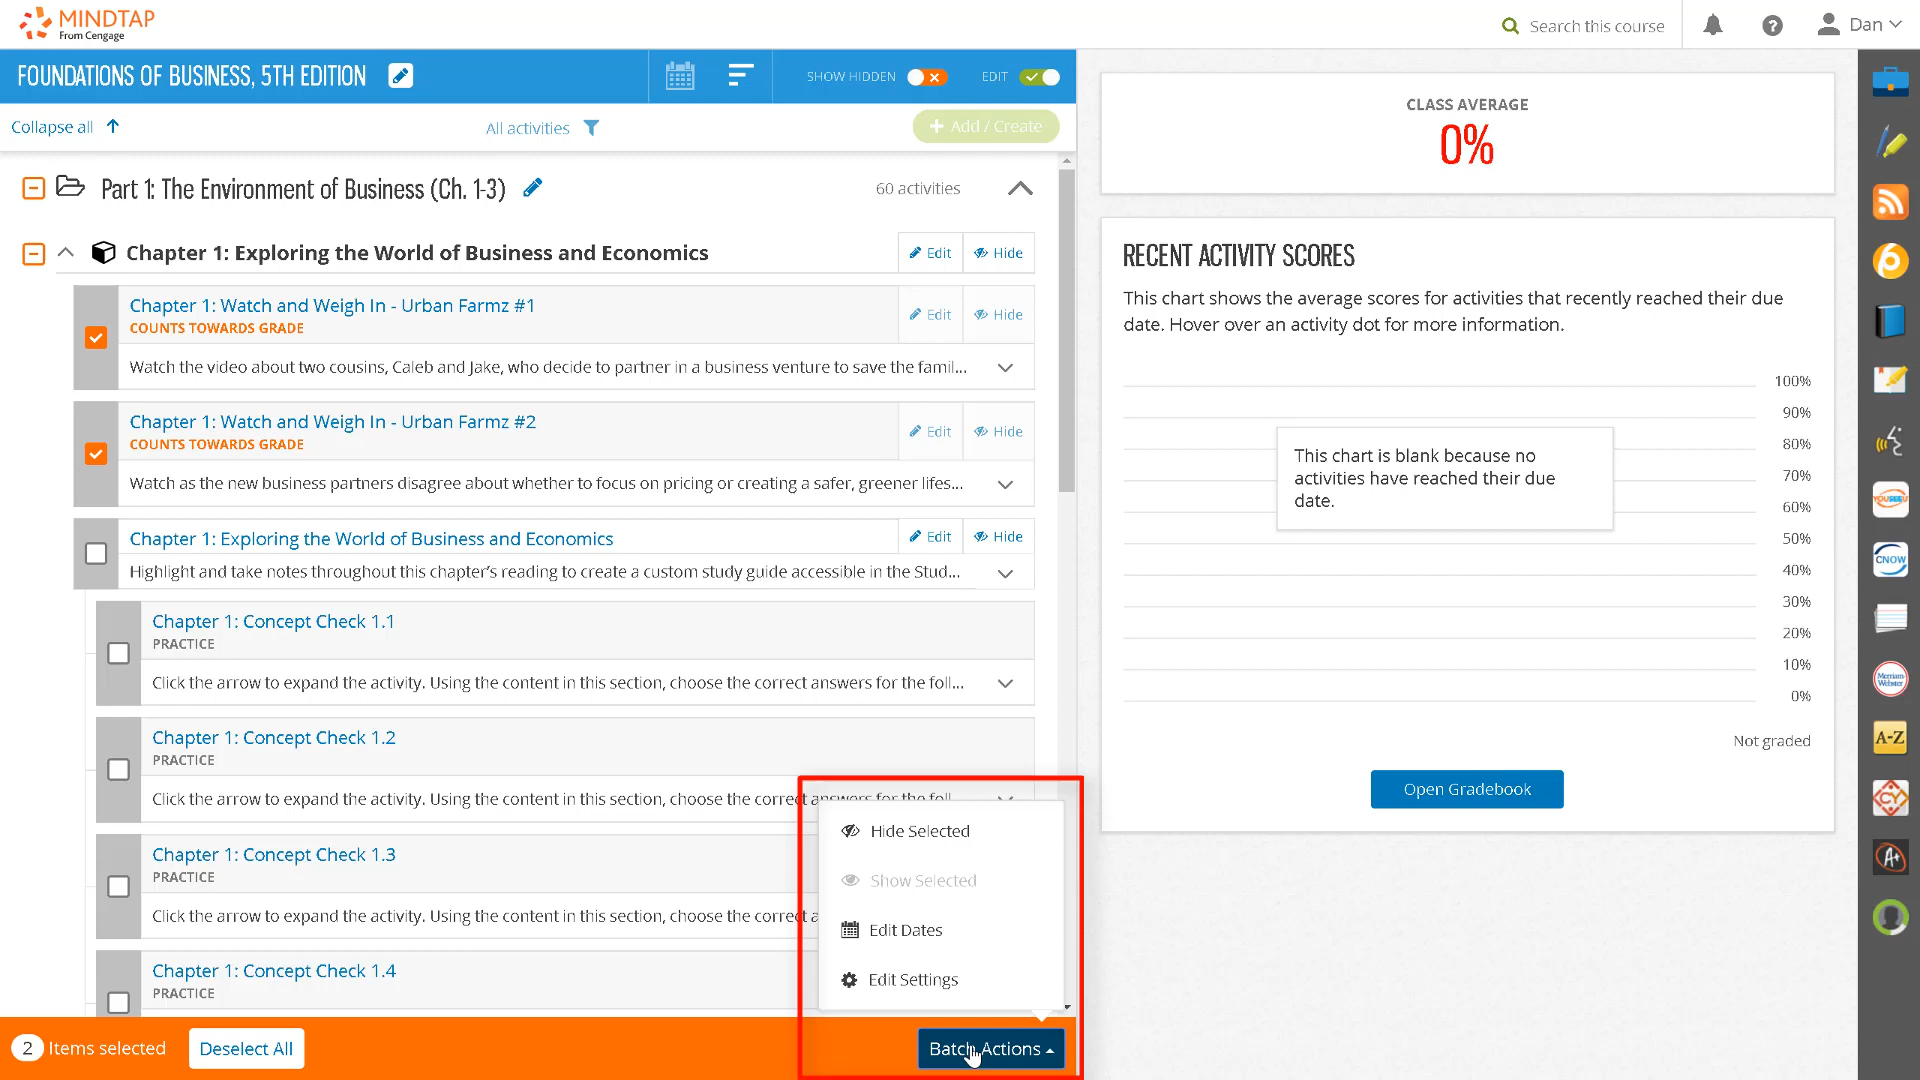 MINDTAP
From Cengage
Search this course
Dan
FOUNDATIONS OF BUSINESS, 5TH EDITION
SHOW HIDDEN
EDIT
Collapse all
All activities
+ Add / Create
Part 1: The Environment of Business (Ch. 1-3)
60 activities
Chapter 1: Exploring the World of Business and Economics
Edit
Hide
Chapter 1: Watch and Weigh In - Urban Farmz #1
COUNTS TOWARDS GRADE
Edit
Hide
Watch the video about two cousins, Caleb and Jake, who decide to partner in a business venture to save the famil...
Chapter 1: Watch and Weigh In - Urban Farmz #2
COUNTS TOWARDS GRADE
Edit
Hide
Watch as the new business partners disagree about whether to focus on pricing or creating a safer, greener lifes...
Chapter 1: Exploring the World of Business and Economics
Edit
Hide
Highlight and take notes throughout this chapter's reading to create a custom study guide accessible in the Stud...
Chapter 1: Concept Check 1.1
PRACTICE
Click the arrow to expand the activity. Using the content in this section, choose the correct answers for the foll...
Chapter 1: Concept Check 1.2
PRACTICE
Click the arrow to expand the activity. Using the content in this section, choose the correct answers for the foll
Chapter 1: Concept Check 1.3
PRACTICE
Click the arrow to expand the activity. Using the content in this section, choose the correct a
Chapter 1: Concept Check 1.4
PRACTICE
Hide Selected
Show Selected
Edit Dates
Edit Settings
2 Items selected
Deselect All
Batch Actions
CLASS AVERAGE
0%
RECENT ACTIVITY SCORES
This chart shows the average scores for activities that recently reached their due
date. Hover over an activity dot for more information.
100%
90%
80%
70%
60%
50%
40%
30%
20%
10%
0%
This chart is blank because no
activities have reached their due
date.
Not graded
Open Gradebook
CNOW
Merriam-
Webster
A-Z
CY
A+